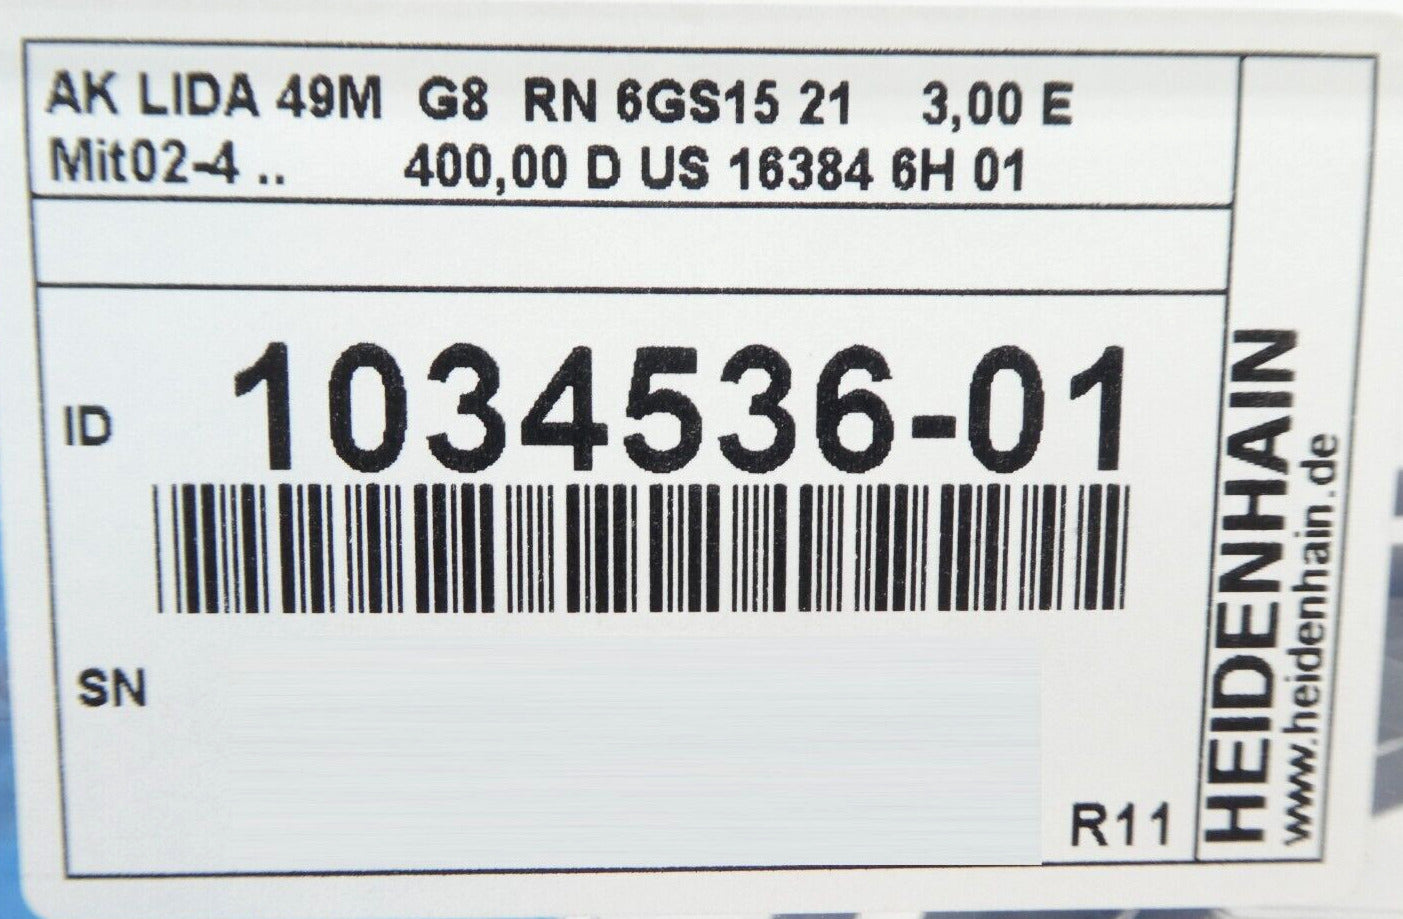 AK LIDA 49M G8 RN 6GS15 21 3,00 E
Mit02-4 .. 400,00 D US 16384 6H 01
ID 1034536-01
SN
R11
HEIDENHAIN
www.heidenhain.de